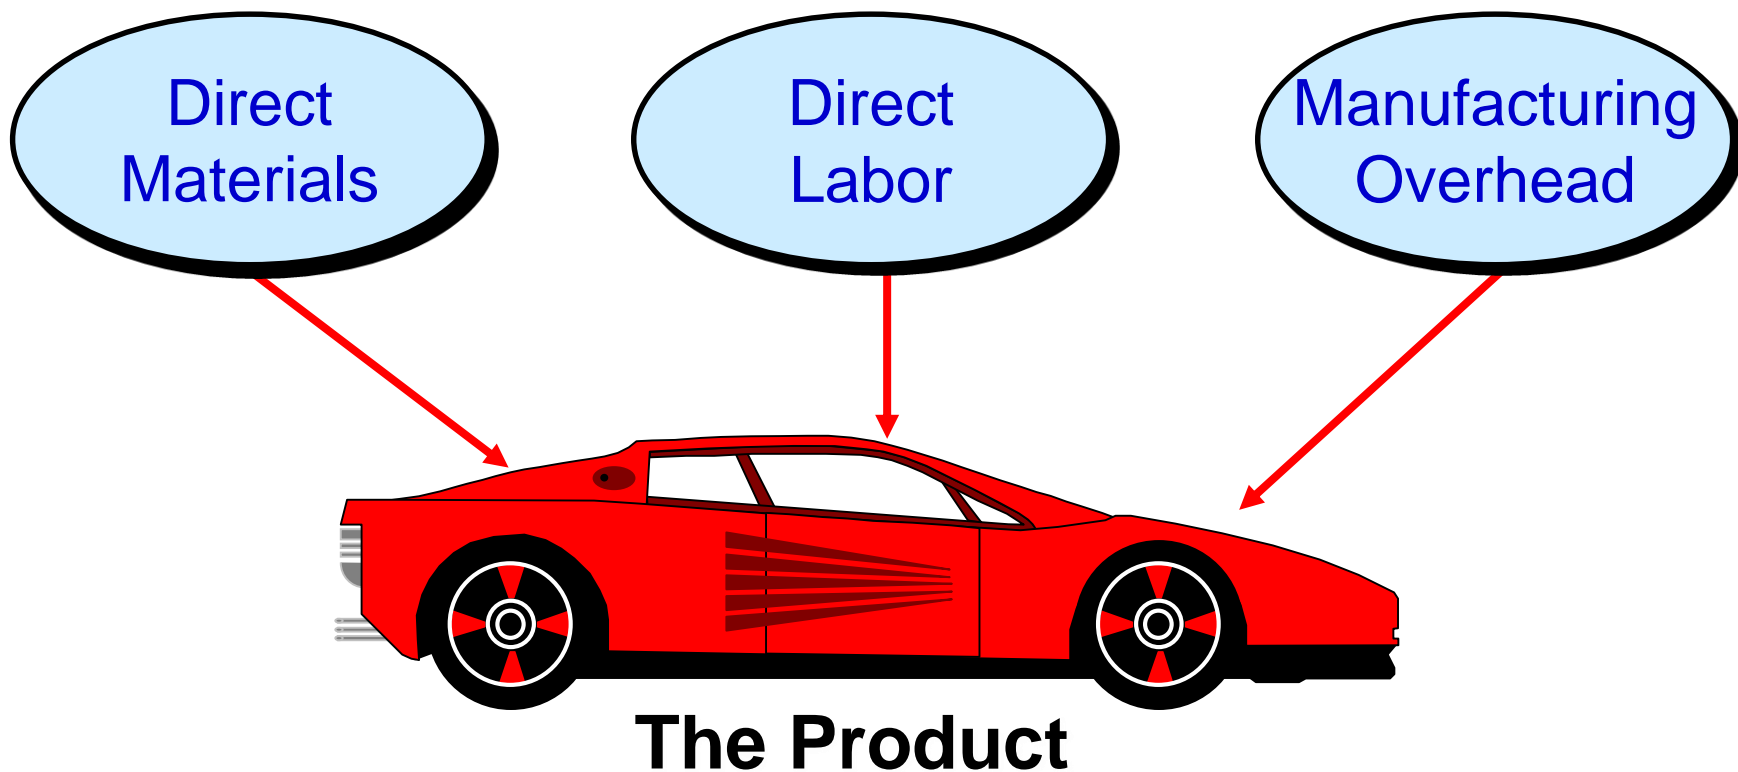 Direct
Materials
Direct
Labor
Manufacturing
Overhead
The Product